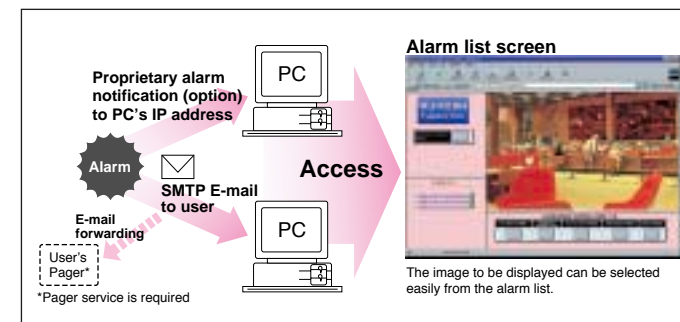 Proprietary alarm
notification (option)
to PC's IP address
PC
Alarm
SMTP E-mail
to user
E-mail
forwarding
User's
Pager*
*Pager service is required
PC
Access
Alarm list screen
The image to be displayed can be selected
easily from the alarm list.